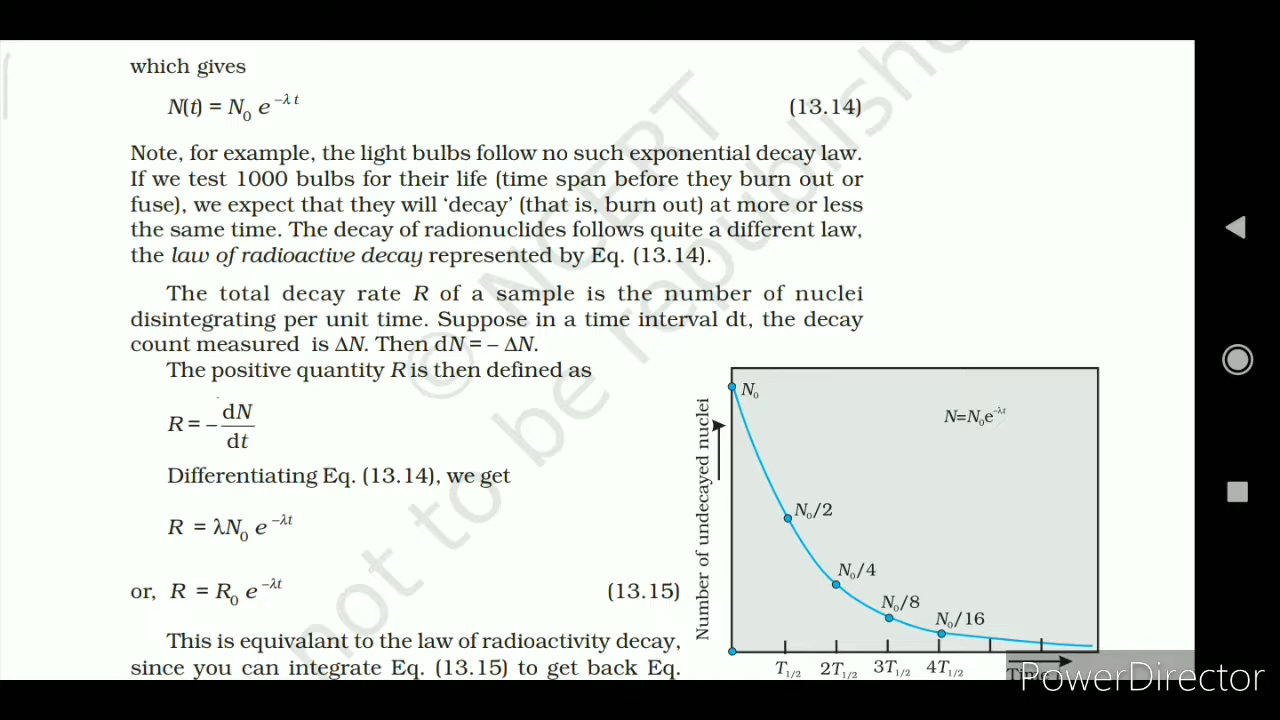 which gives
N(t) = N₀ e^–λt (13.14)
Note, for example, the light bulbs follow no such exponential decay law.
If we test 1000 bulbs for their life (time span before they burn out or
fuse), we expect that they will ‘decay’ (that is, burn out) at more or less
the same time. The decay of radionuclides follows quite a different law,
the law of radioactive decay represented by Eq. (13.14).
The total decay rate R of a sample is the number of nuclei
disintegrating per unit time. Suppose in a time interval dt, the decay
count measured is ΔN. Then dN = – ΔN.
The positive quantity R is then defined as
R = – dN/dt
Differentiating Eq. (13.14), we get
R = λN₀ e^–λt
or, R = R₀ e^–λt (13.15)
This is equivalant to the law of radioactivity decay,
since you can integrate Eq. (13.15) to get back Eq.
Number of undecayed nuclei
N₀
N=N₀e^–λt
N₀/2
N₀/4
N₀/8
N₀/16
T₁/₂ 2T₁/₂ 3T₁/₂ 4T₁/₂
Time
© NCERT
not to be republished
PowerDirector